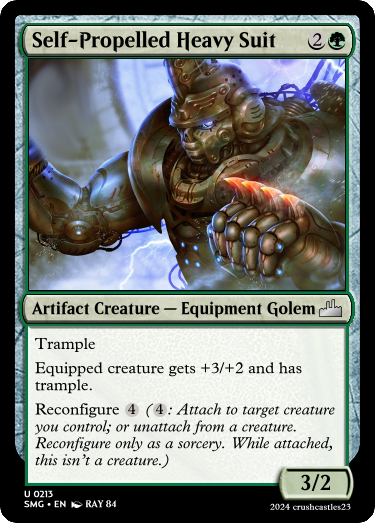 Self-Propelled Heavy Suit 2
Artifact Creature — Equipment Golem
Trample
Equipped creature gets +3/+2 and has
trample.
Reconfigure 4 (4: Attach to target creature
you control; or unattach from a creature.
Reconfigure only as a sorcery. While attached,
this isn't a creature.)
3/2
U 0213
SMG • EN RAY 84
2024 crushcastles23